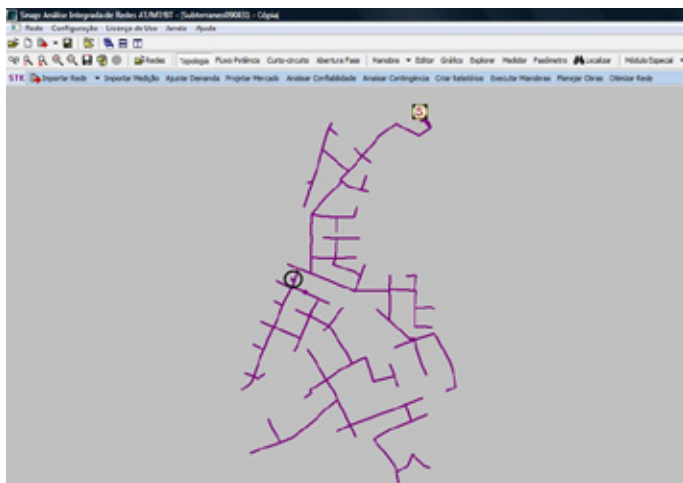 Sinap Análise Integrada de Redes AT/MT/BT - [Subterraneo090831 - Cópia]
Rede Configuração Licença de Uso Janela Ajuda
Redes Topologia Fluxo Potência Curto-circuito Abertura Fase Manobra Editor Gráfico Explorer Medidor Fasímetro Localizar Módulo Especial
STK Importar Rede Importar Medição Ajustar Demanda Projetar Mercado Analisar Confiabilidade Analisar Contingência Criar Relatórios Executar Manobras Planejar Obras Otimizar Rede
S